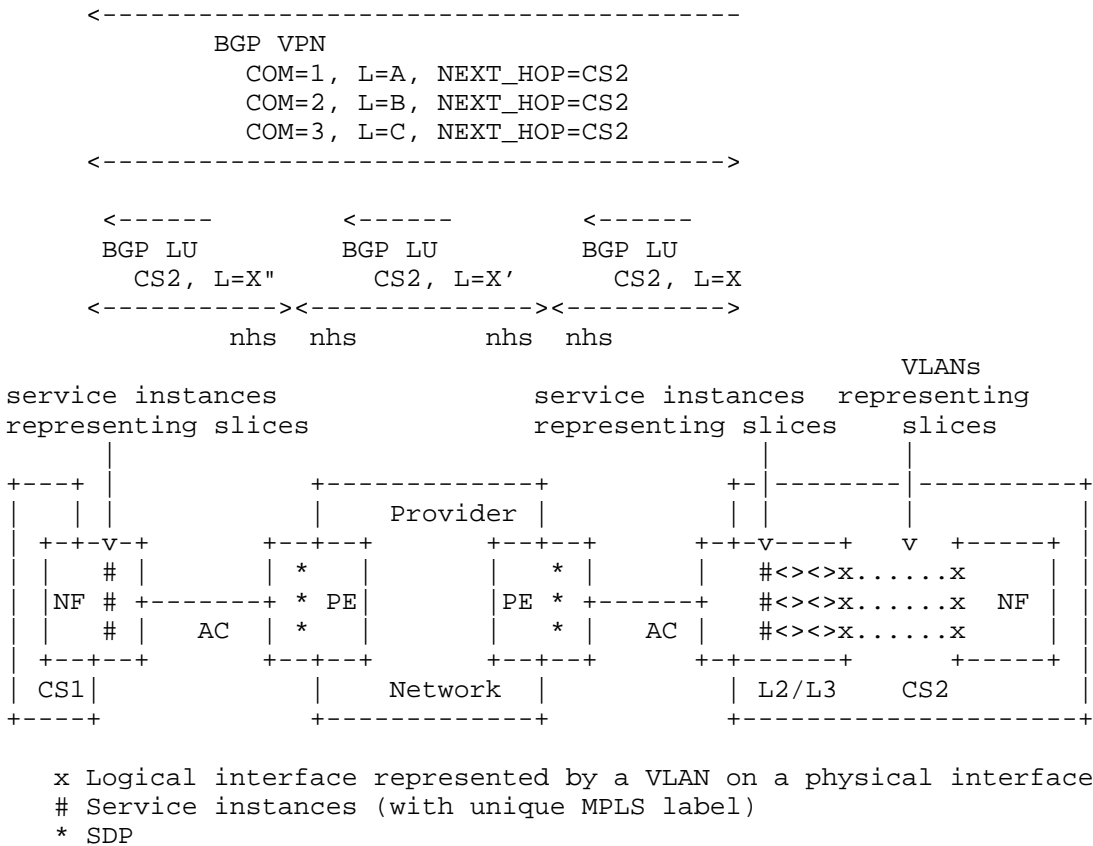 <---------------------------------------
BGP VPN
COM=1, L=A, NEXT_HOP=CS2
COM=2, L=B, NEXT_HOP=CS2
COM=3, L=C, NEXT_HOP=CS2
<--------------------------------------->
<------ <------ <------
BGP LU BGP LU BGP LU
CS2, L=X" CS2, L=X’ CS2, L=X
<-----------><--------------><---------->
nhs nhs nhs nhs
VLANs
service instances service instances representing
representing slices representing slices slices
Provider
v v v
# * * #<><>x......x
NF # * PE PE * #<><>x......x NF
# AC * * AC #<><>x......x
CS1 Network L2/L3 CS2
x Logical interface represented by a VLAN on a physical interface
# Service instances (with unique MPLS label)
* SDP